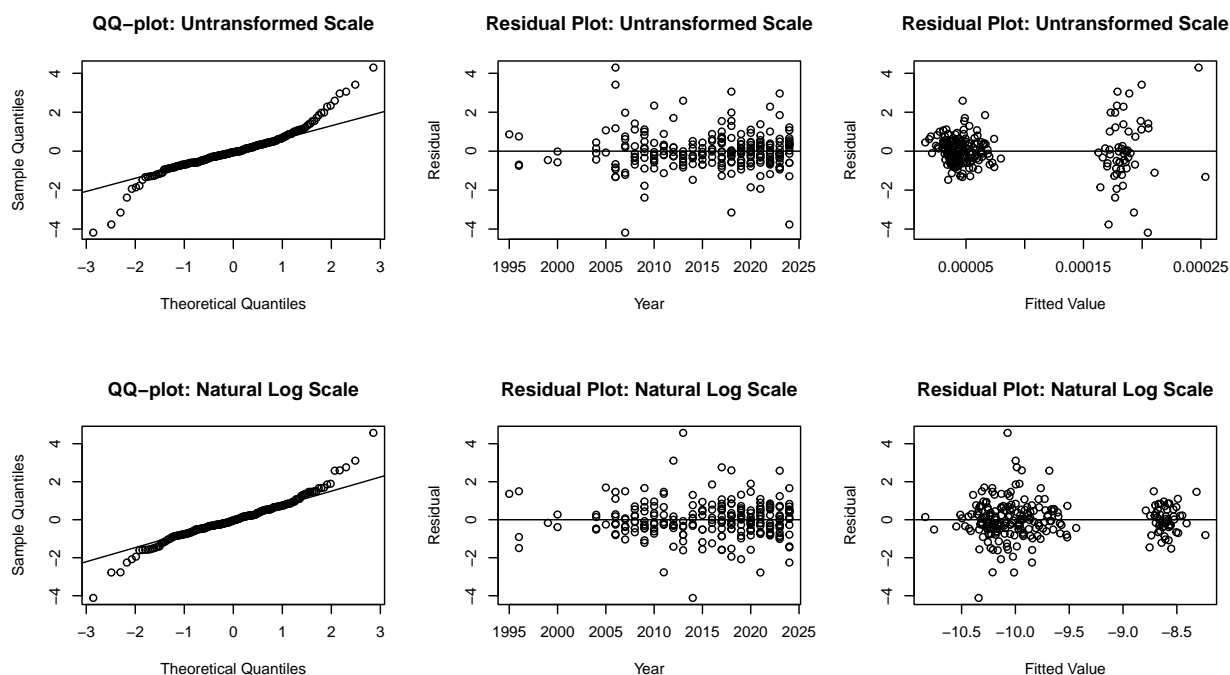 QQ−plot: Untransformed Scale
Sample Quantiles
4
2
0
−2
−4
−3 −2 −1 0 1 2 3
Theoretical Quantiles
Residual Plot: Untransformed Scale
Residual
4
2
0
−2
−4
1995 2000 2005 2010 2015 2020 2025
Year
Residual Plot: Untransformed Scale
Residual
4
2
0
−2
−4
0.00005 0.00015 0.00025
Fitted Value
QQ−plot: Natural Log Scale
Sample Quantiles
4
2
0
−2
−4
−3 −2 −1 0 1 2 3
Theoretical Quantiles
Residual Plot: Natural Log Scale
Residual
4
2
0
−2
−4
1995 2000 2005 2010 2015 2020 2025
Year
Residual Plot: Natural Log Scale
Residual
4
2
0
−2
−4
−10.5 −10.0 −9.5 −9.0 −8.5
Fitted Value